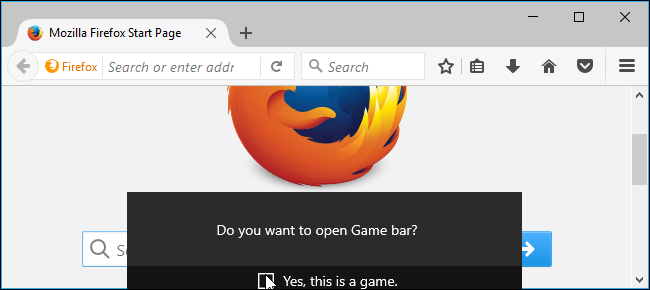 Mozilla Firefox Start Page
Firefox
Search or enter addr
Search
Do you want to open Game bar?
Yes, this is a game.